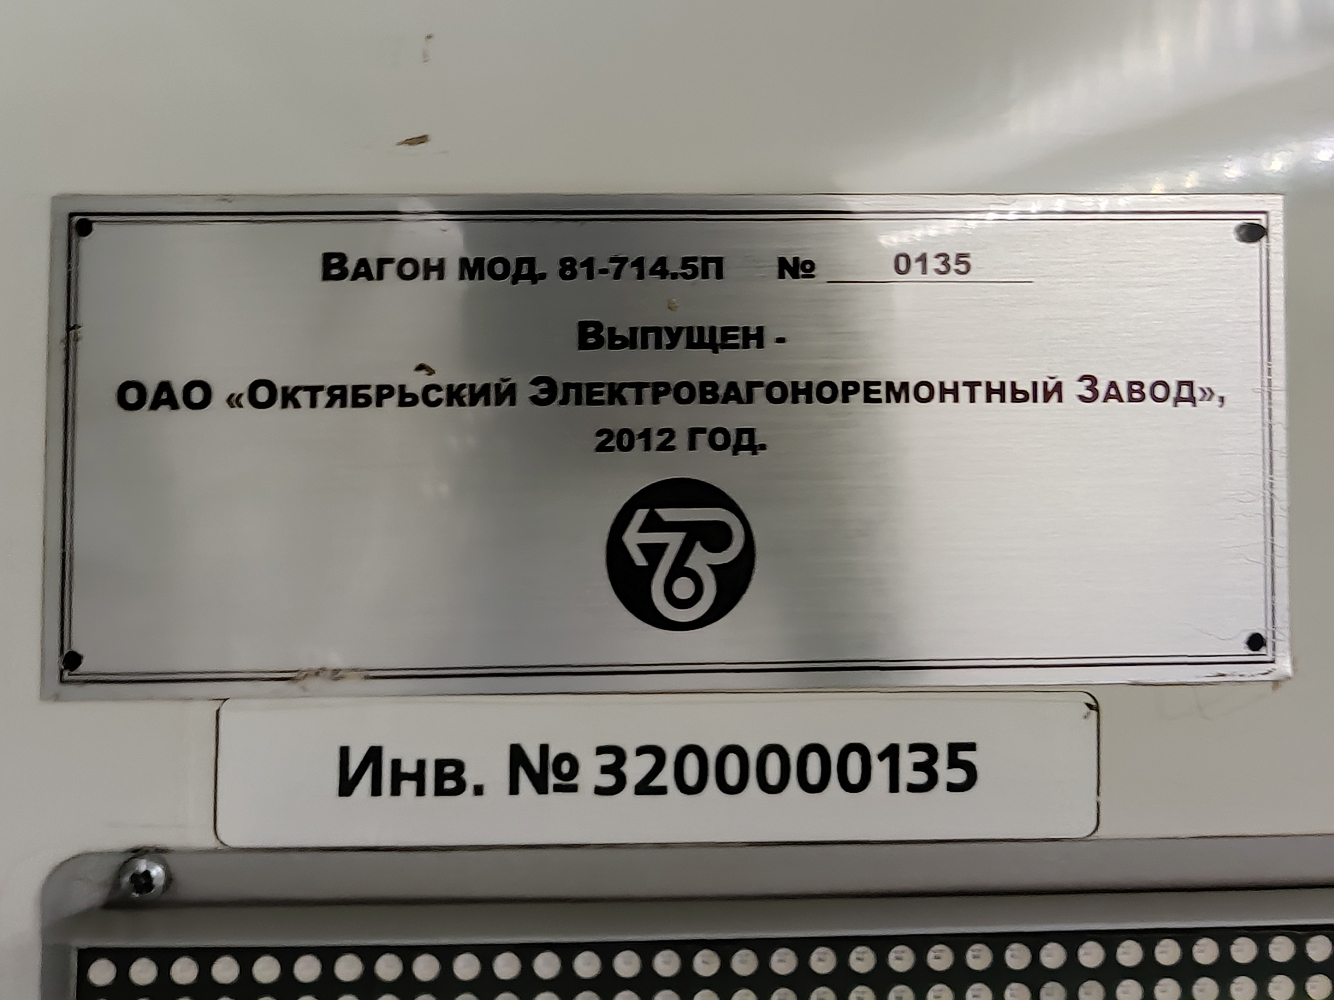 Вагон мод. 81-714.5П № 0135
Выпущен -
ОАО «Октябрьский Электровагоноремонтный Завод»,
2012 год.
Инв. № 3200000135